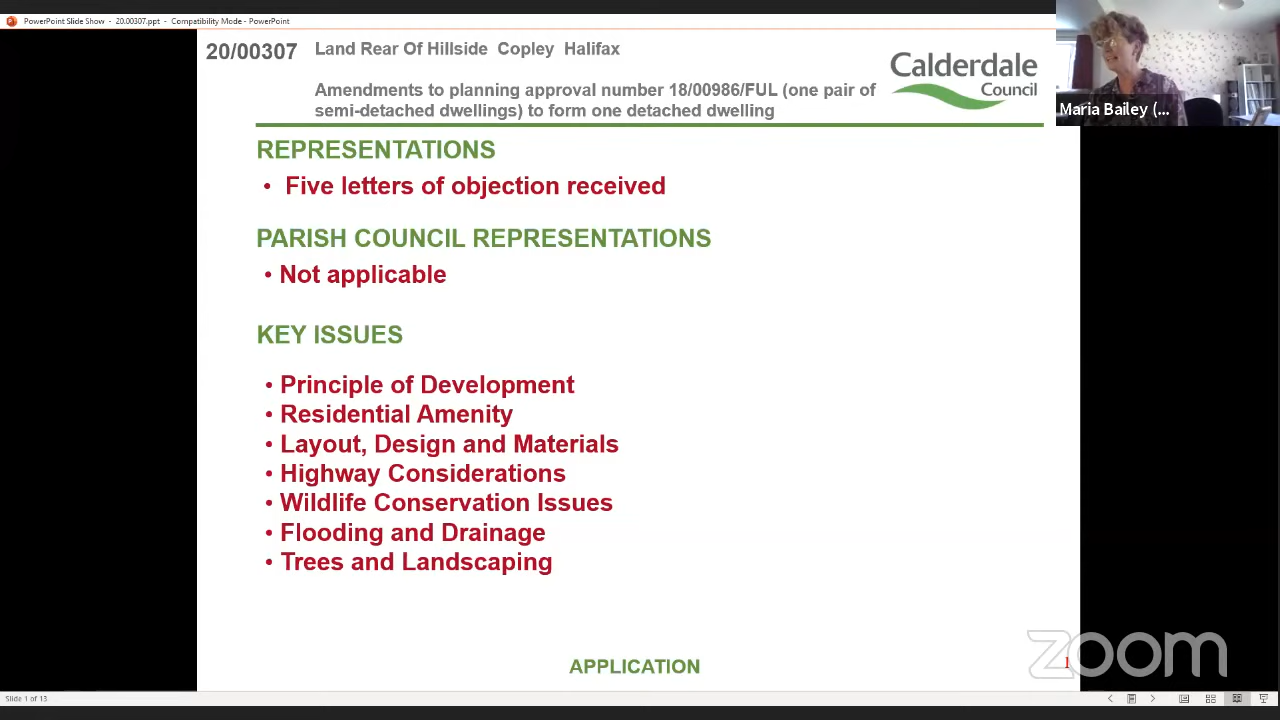 PowerPoint Slide Show - 20.00307.ppt - Compatibility Mode - PowerPoint
20/00307
Land Rear Of Hillside Copley Halifax
Amendments to planning approval number 18/00986/FUL (one pair of
semi-detached dwellings) to form one detached dwelling
Calderdale
Council
Maria Bailey (...
REPRESENTATIONS
• Five letters of objection received
PARISH COUNCIL REPRESENTATIONS
• Not applicable
KEY ISSUES
• Principle of Development
• Residential Amenity
• Layout, Design and Materials
• Highway Considerations
• Wildlife Conservation Issues
• Flooding and Drainage
• Trees and Landscaping
APPLICATION
1
zoom
Slide 1 of 13